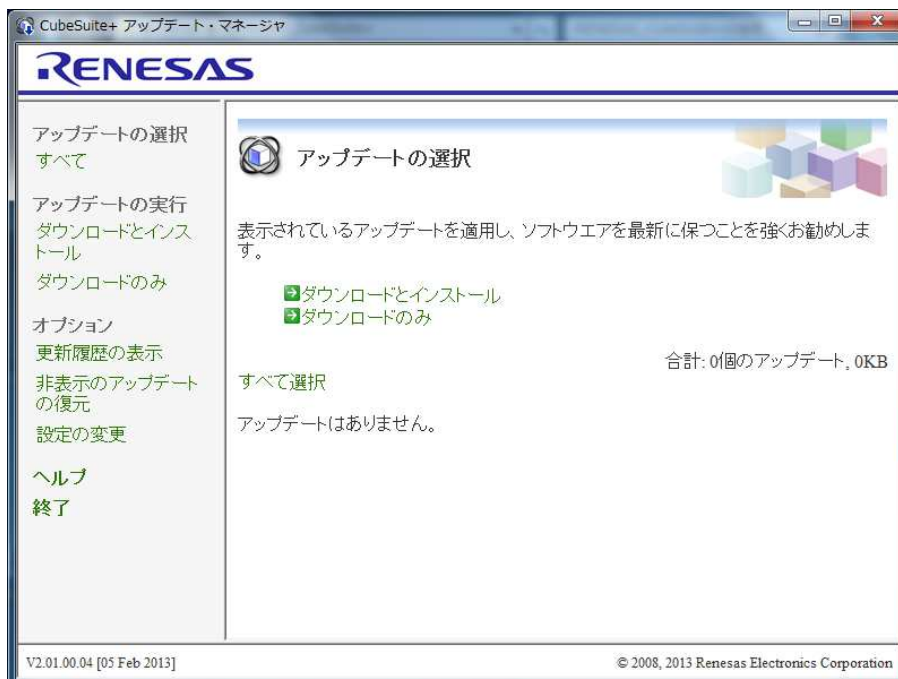 CubeSuite+ アップデート・マネージャ
RENESAS
アップデートの選択
すべて
アップデートの実行
ダウンロードとインス
トール
ダウンロードのみ
オプション
更新履歴の表示
非表示のアップデート
の復元
設定の変更
ヘルプ
終了
アップデートの選択
表示されているアップデートを適用し、ソフトウエアを最新に保つことを強くお勧めしま
す。
ダウンロードとインストール
ダウンロードのみ
合計: 0個のアップデート, 0KB
すべて選択
アップデートはありません。
V2.01.00.04 [05 Feb 2013]
© 2008, 2013 Renesas Electronics Corporation